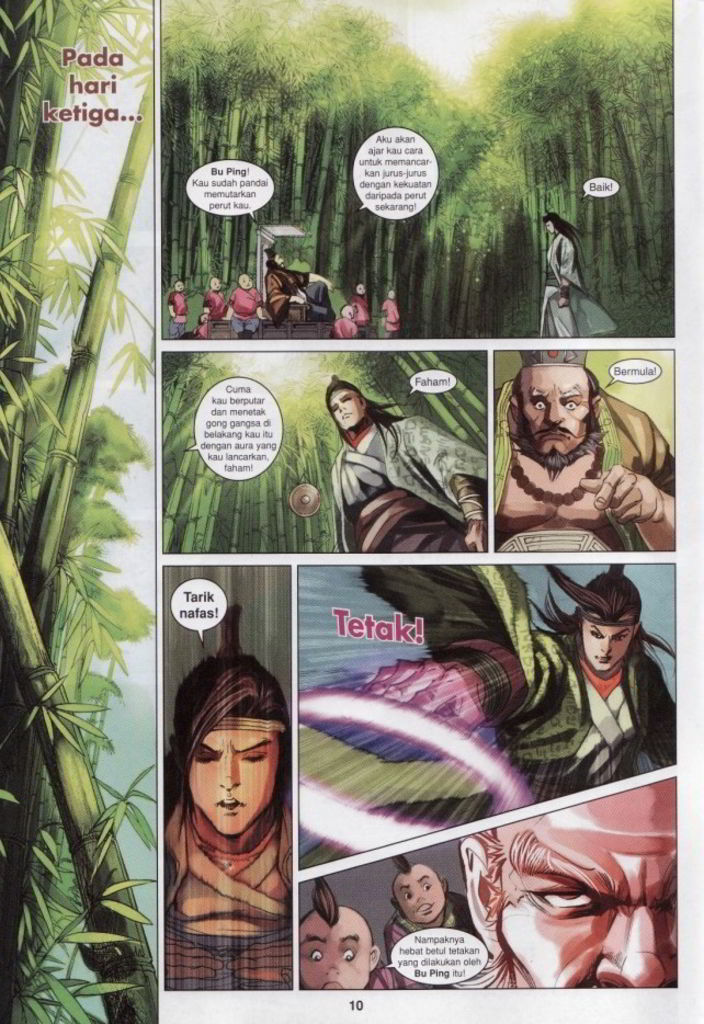 Pada
hari
ketiga...
Bu Ping!
Kau sudah pandai
memutarkan
perut kau.
Aku akan
ajar kau cara
untuk memancar-
kan jurus-jurus
dengan kekuatan
daripada perut
sekarang!
Baik!
Cuma
kau berputar
dan menetak
gong gangsa di
belakang kau itu
dengan aura yang
kau lancarkan,
faham!
Faham!
Bermula!
Tarik
nafas!
Tetak!
Nampaknya
hebat betul tetakan
yang dilakukan oleh
Bu Ping itu!
10